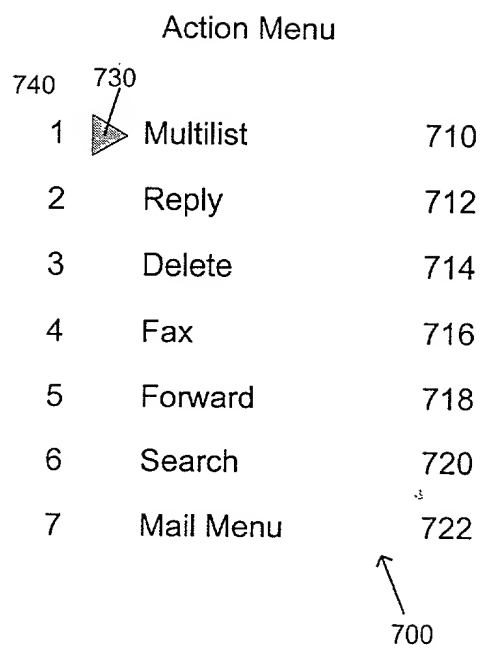 Action Menu
740 730
1 Multilist 710
2 Reply 712
3 Delete 714
4 Fax 716
5 Forward 718
6 Search 720
7 Mail Menu 722
700